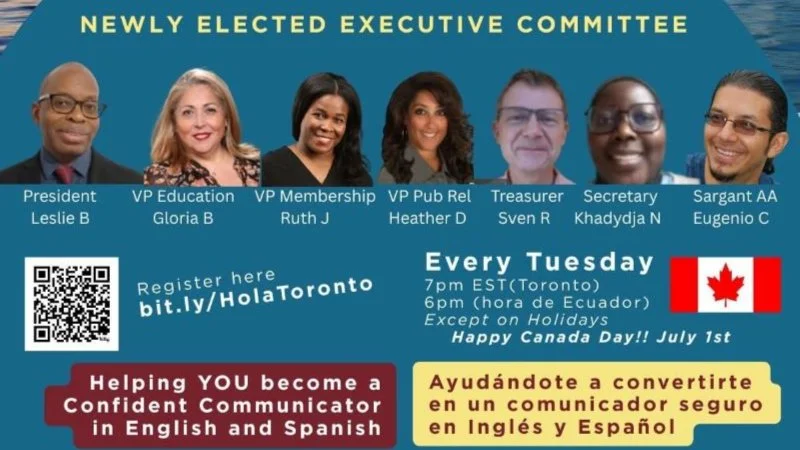 NEWLY ELECTED EXECUTIVE COMMITTEE
President
Leslie B
VP Education
Gloria B
VP Membership
Ruth J
VP Pub Rel
Heather D
Treasurer
Sven R
Secretary
Khadydja N
Sargant AA
Eugenio C
Register here
bit.ly/HolaToronto
Every Tuesday
7pm EST(Toronto)
6pm (hora de Ecuador)
Except on Holidays
Happy Canada Day!! July 1st
Helping YOU become a
Confident Communicator
in English and Spanish
Ayudándote a convertirte
en un comunicador seguro
en Inglés y Español